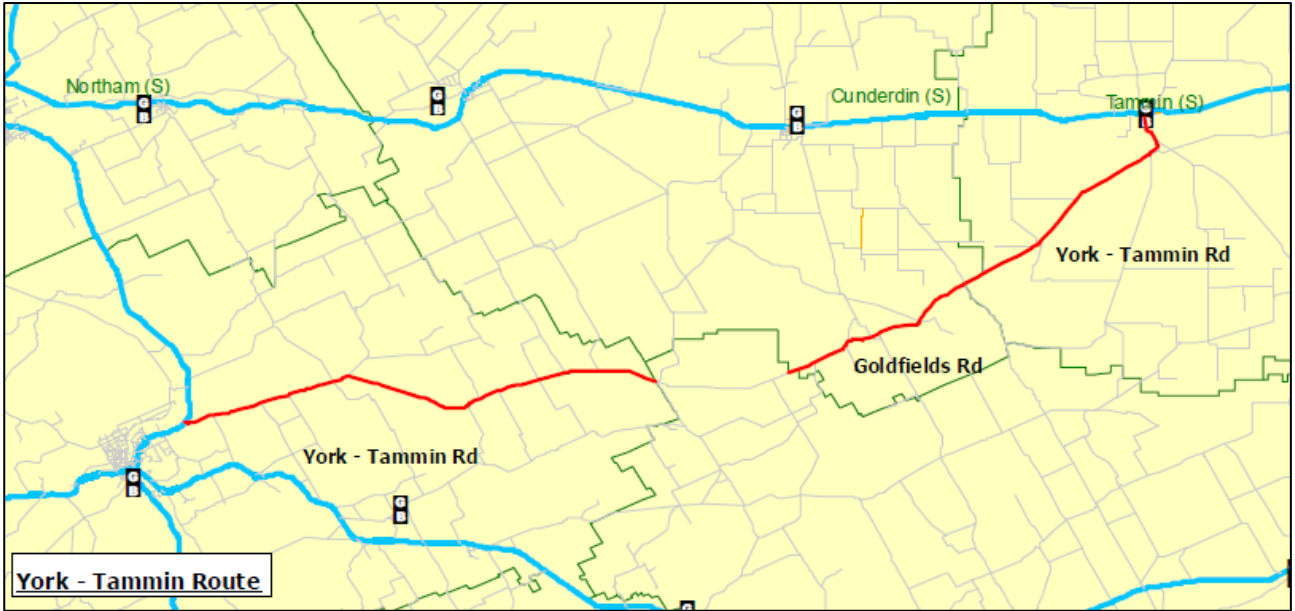 Northam (S)
Cunderdin (S)
Tammin (S)
G
B
G
B
G
B
G
B
York - Tammin Rd
Goldfields Rd
York - Tammin Rd
G
B
G
B
York - Tammin Route